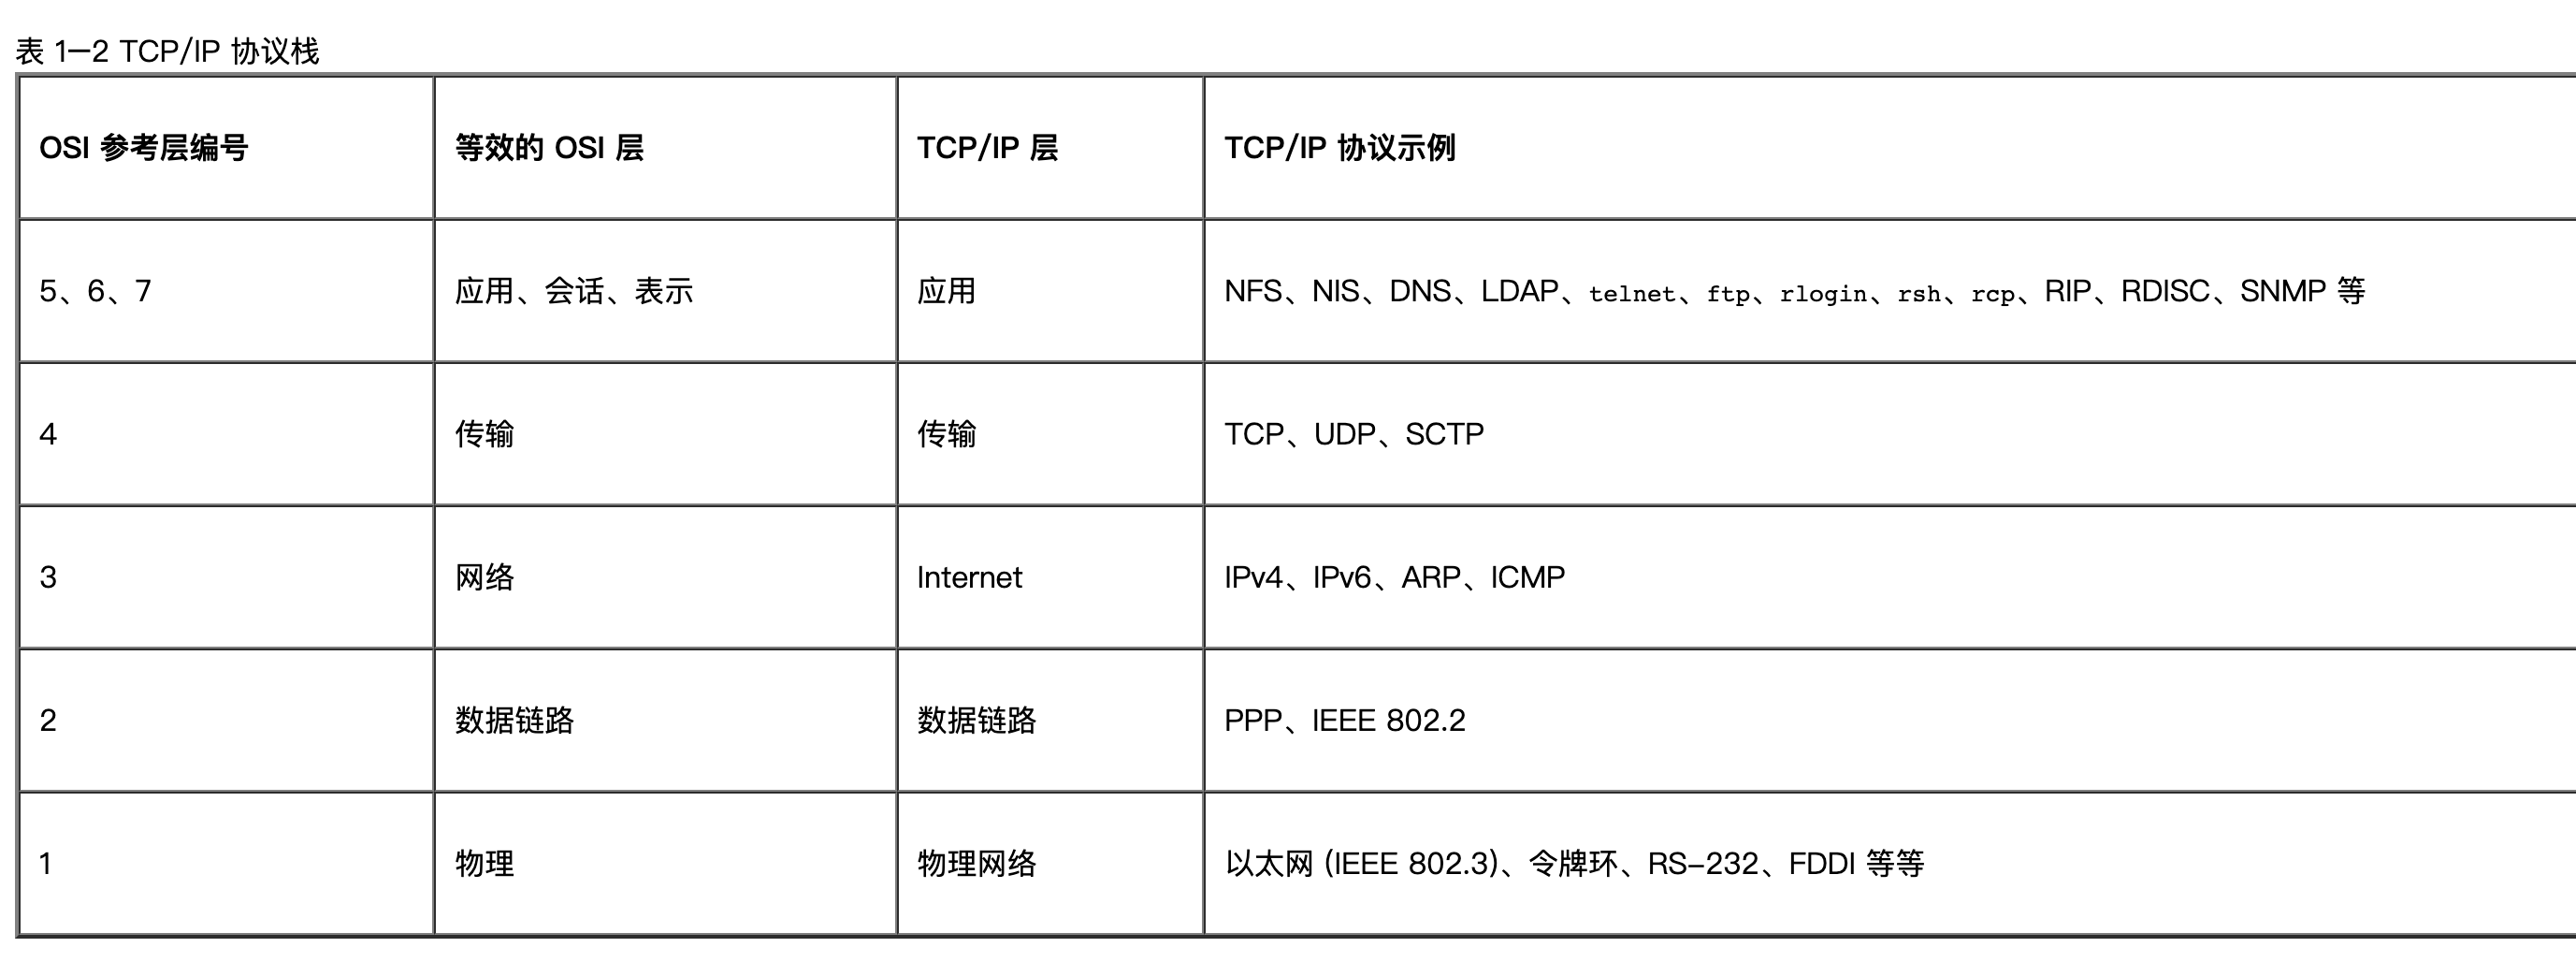 表 1–2 TCP/IP 协议栈
OSI 参考层编号 等效的 OSI 层 TCP/IP 层 TCP/IP 协议示例
5、6、7 应用、会话、表示 应用 NFS、NIS、DNS、LDAP、telnet、ftp、rlogin、rsh、rcp、RIP、RDISC、SNMP 等
4 传输 传输 TCP、UDP、SCTP
3 网络 Internet IPv4、IPv6、ARP、ICMP
2 数据链路 数据链路 PPP、IEEE 802.2
1 物理 物理网络 以太网 (IEEE 802.3)、令牌环、RS-232、FDDI 等等